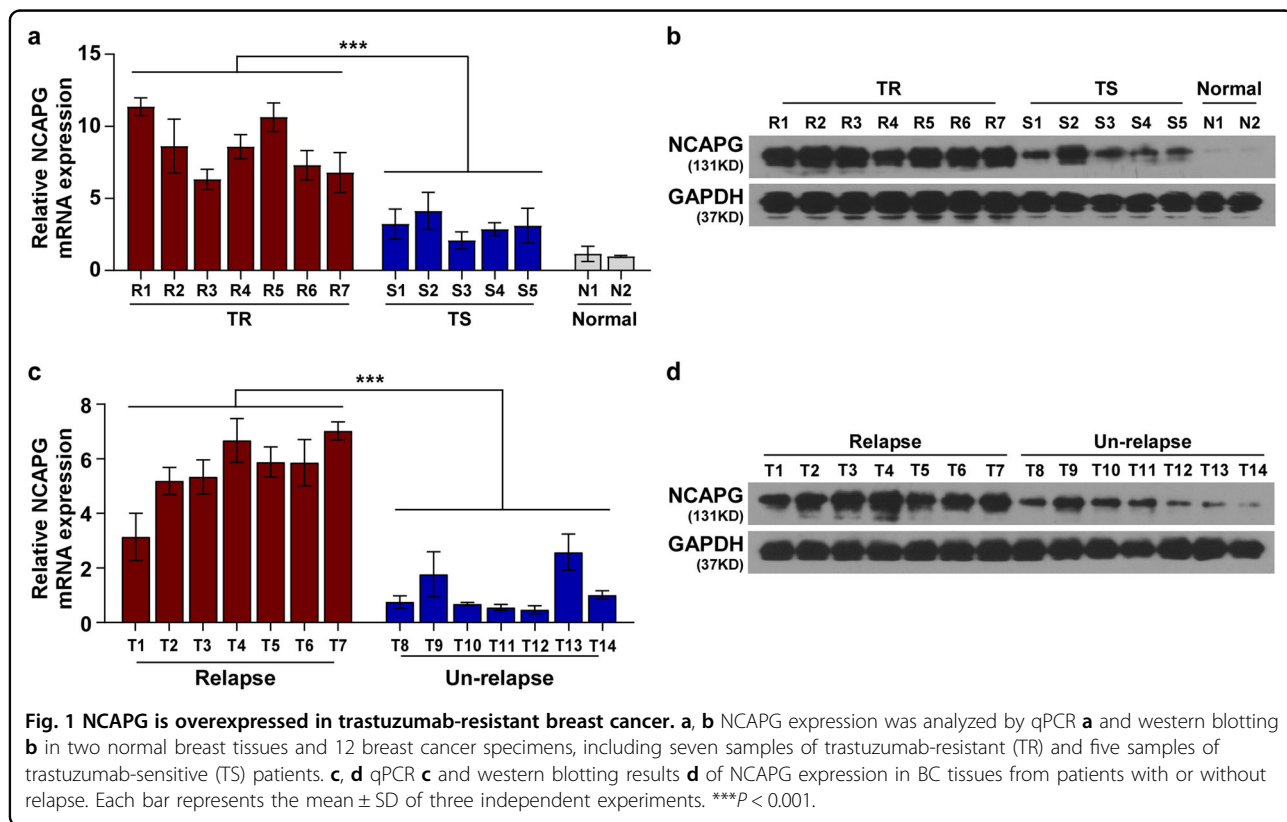 a
Relative NCAPG
mRNA expression
15
10
5
0
***
R1 R2 R3 R4 R5 R6 R7 S1 S2 S3 S4 S5 N1 N2
TR TS Normal
b
TR TS Normal
R1 R2 R3 R4 R5 R6 R7 S1 S2 S3 S4 S5 N1 N2
NCAPG
(131KD)
GAPDH
(37KD)
c
Relative NCAPG
mRNA expression
8
6
4
2
0
***
T1 T2 T3 T4 T5 T6 T7 T8 T9 T10 T11 T12 T13 T14
Relapse Un-relapse
d
Relapse Un-relapse
T1 T2 T3 T4 T5 T6 T7 T8 T9 T10 T11 T12 T13 T14
NCAPG
(131KD)
GAPDH
(37KD)
Fig. 1 NCAPG is overexpressed in trastuzumab-resistant breast cancer. a, b NCAPG expression was analyzed by qPCR a and western blotting
b in two normal breast tissues and 12 breast cancer specimens, including seven samples of trastuzumab-resistant (TR) and five samples of
trastuzumab-sensitive (TS) patients. c, d qPCR c and western blotting results d of NCAPG expression in BC tissues from patients with or without
relapse. Each bar represents the mean ± SD of three independent experiments. ***P < 0.001.